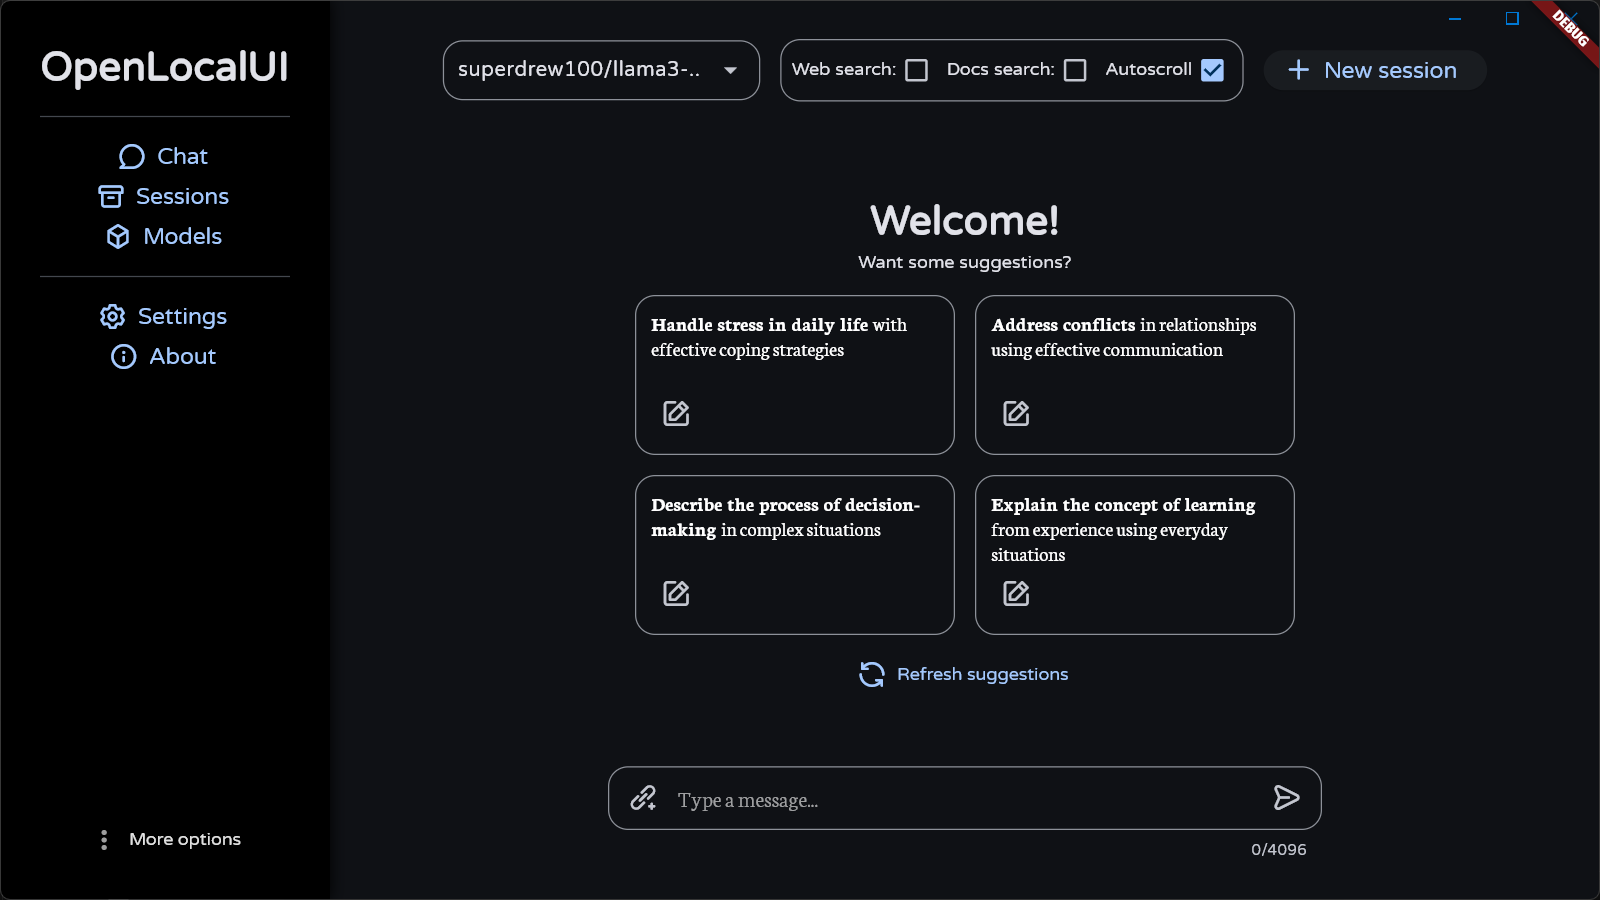 OpenLocalUI
Chat
Sessions
Models
Settings
About
More options
superdrew100/llama3-..
Web search:
Docs search:
Autoscroll
New session
DEBUG
Welcome!
Want some suggestions?
Handle stress in daily life with
effective coping strategies
Address conflicts in relationships
using effective communication
Describe the process of decision-
making in complex situations
Explain the concept of learning
from experience using everyday
situations
Refresh suggestions
Type a message...
0/4096